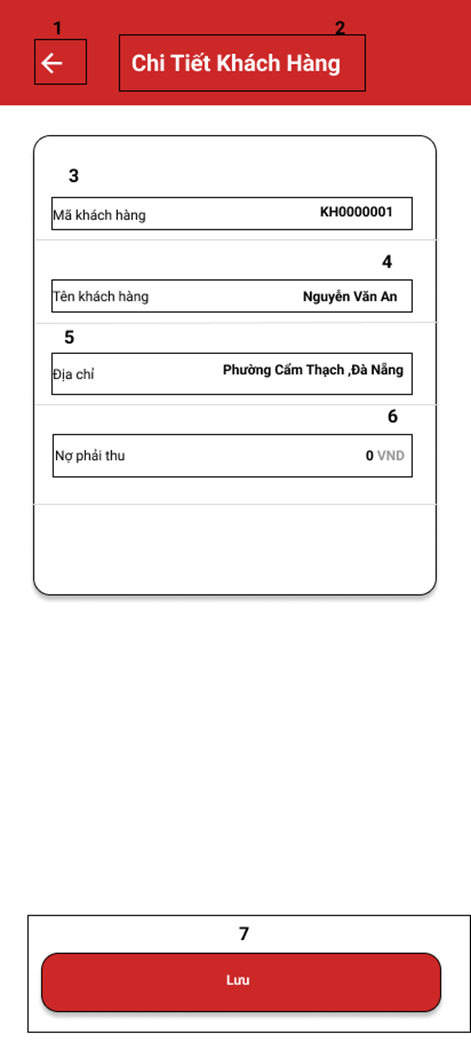 1
2
Chi Tiết Khách Hàng
3
Mã khách hàng KH0000001
4
Tên khách hàng Nguyễn Văn An
5
Địa chỉ Phường Cẩm Thạch ,Đà Nẵng
6
Nợ phải thu 0 VND
7
Lưu